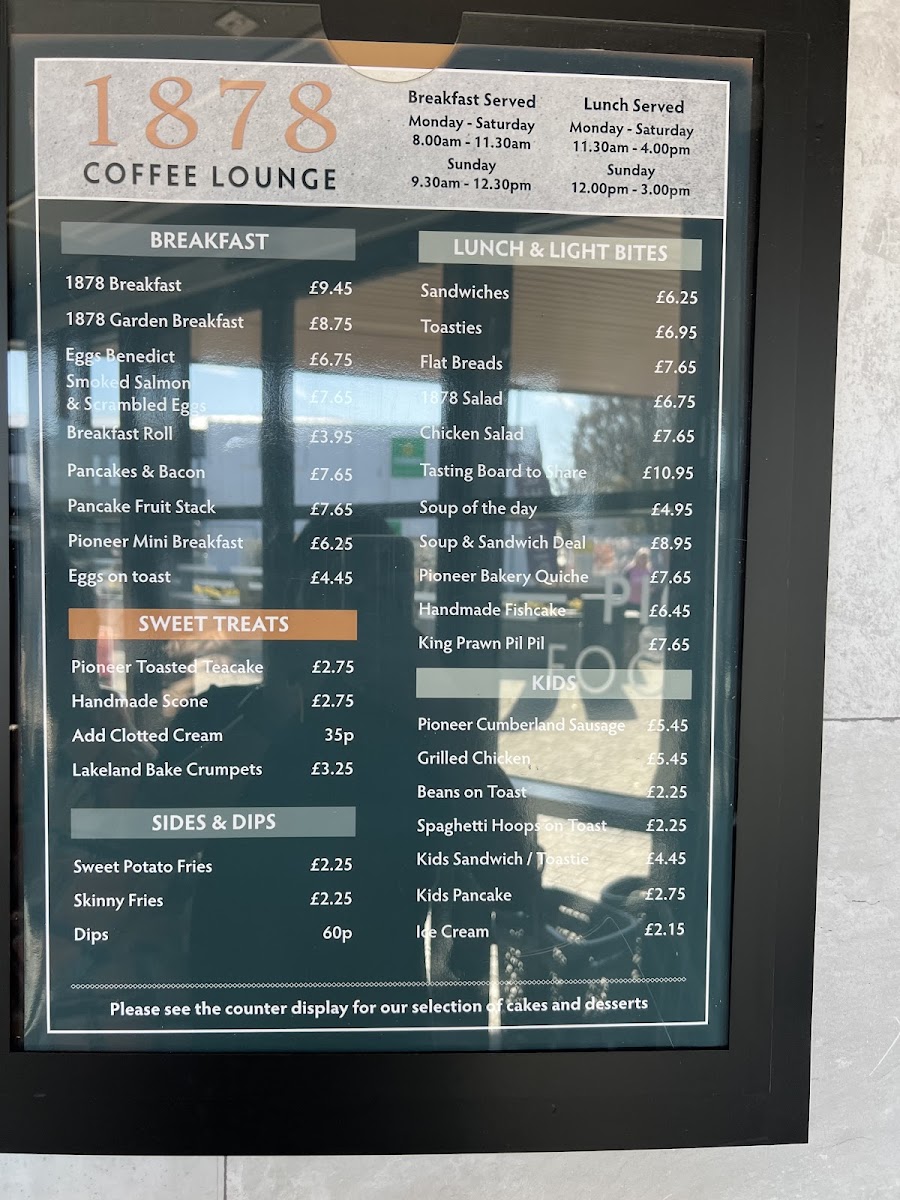 1878
COFFEE LOUNGE
Breakfast Served
Monday - Saturday
8.00am - 11.30am
Sunday
9.30am - 12.30pm
Lunch Served
Monday - Saturday
11.30am - 4.00pm
Sunday
12.00pm - 3.00pm
BREAKFAST
1878 Breakfast £9.45
1878 Garden Breakfast £8.75
Eggs Benedict £6.75
Smoked Salmon
& Scrambled Eggs £7.65
Breakfast Roll £3.95
Pancakes & Bacon £7.65
Pancake Fruit Stack £7.65
Pioneer Mini Breakfast £6.25
Eggs on toast £4.45
SWEET TREATS
Pioneer Toasted Teacake £2.75
Handmade Scone £2.75
Add Clotted Cream 35p
Lakeland Bake Crumpets £3.25
SIDES & DIPS
Sweet Potato Fries £2.25
Skinny Fries £2.25
Dips 60p
LUNCH & LIGHT BITES
Sandwiches £6.25
Toasties £6.95
Flat Breads £7.65
1878 Salad £6.75
Chicken Salad £7.65
Tasting Board to Share £10.95
Soup of the day £4.95
Soup & Sandwich Deal £8.95
Pioneer Bakery Quiche £7.65
Handmade Fishcake £6.45
King Prawn Pil Pil £7.65
KIDS
Pioneer Cumberland Sausage £5.45
Grilled Chicken £5.45
Beans on Toast £2.25
Spaghetti Hoops on Toast £2.25
Kids Sandwich / Toastie £4.45
Kids Pancake £2.75
Ice Cream £2.15
Please see the counter display for our selection of cakes and desserts